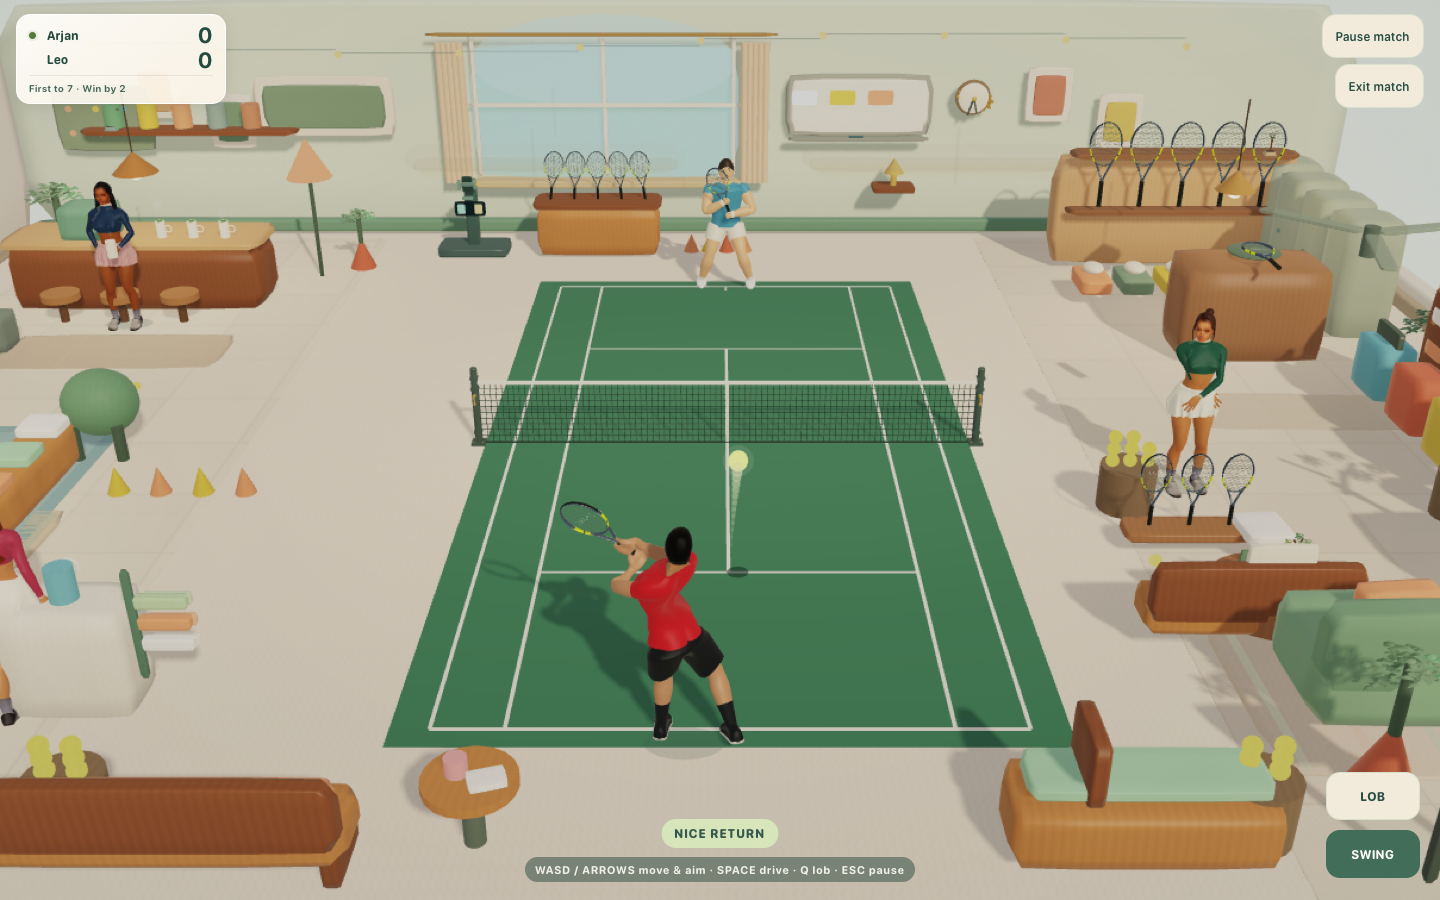 Arjan 0
Leo 0
First to 7 · Win by 2
Pause match
Exit match
LOB
SWING
NICE RETURN
WASD / ARROWS move & aim · SPACE drive · Q lob · ESC pause